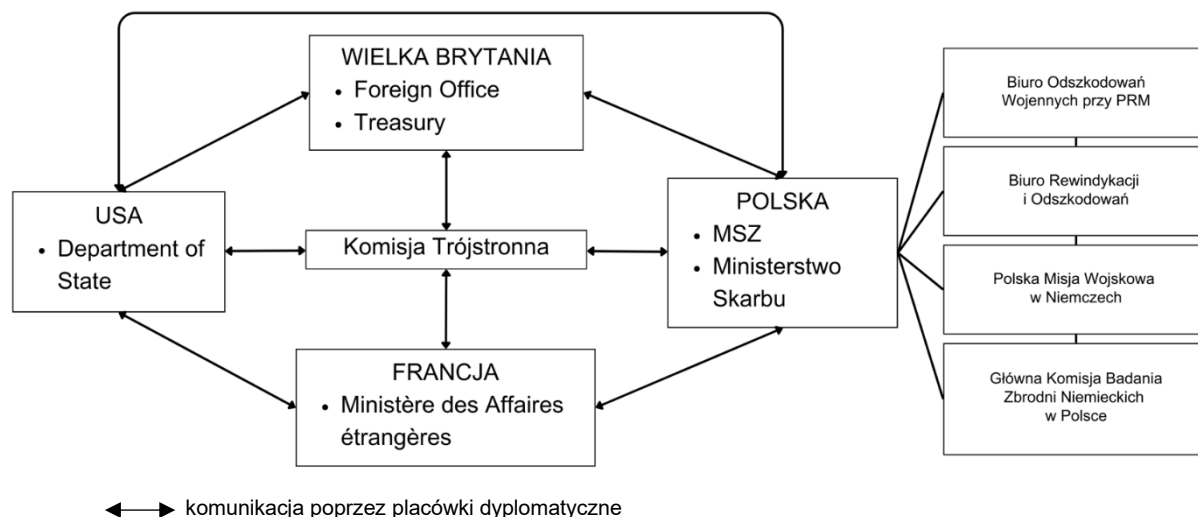 WIELKA BRYTANIA
• Foreign Office
• Treasury
USA
• Department of
State
Komisja Trójstronna
POLSKA
• MSZ
• Ministerstwo
Skarbu
FRANCJA
• Ministère des Affaires
étrangères
Biuro Odszkodowań
Wojennych przy PRM
Biuro Rewindykacji
i Odszkodowań
Polska Misja Wojskowa
w Niemczech
Główna Komisja Badania
Zbrodni Niemieckich
w Polsce
komunikacja poprzez placówki dyplomatyczne